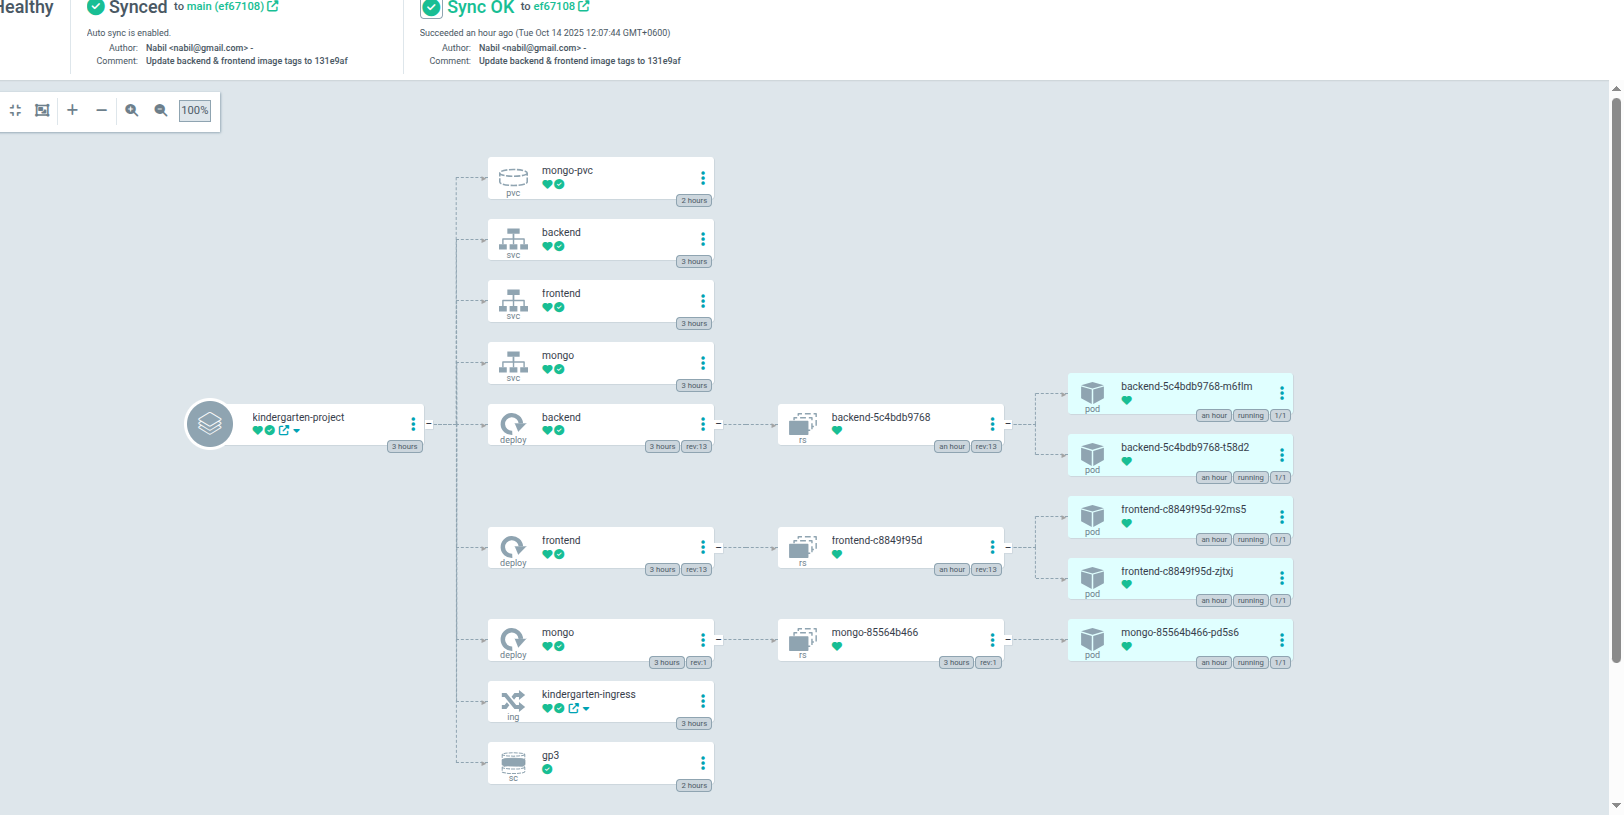 Healthy
Synced to main (ef67108)
Auto sync is enabled.
Author: Nabil <nabil@gmail.com> -
Comment: Update backend & frontend image tags to 131e9af
Sync OK to ef67108
Succeeded an hour ago (Tue Oct 14 2025 12:07:44 GMT+0600)
Author: Nabil <nabil@gmail.com> -
Comment: Update backend & frontend image tags to 131e9af
100%
kindergarten-project
3 hours
mongo-pvc
pvc
2 hours
backend
svc
3 hours
frontend
svc
3 hours
mongo
svc
3 hours
backend
deploy
3 hours rev:13
frontend
deploy
3 hours rev:13
mongo
deploy
3 hours rev:1
kindergarten-ingress
ing
3 hours
gp3
sc
2 hours
backend-5c4bdb9768
rs
an hour rev:13
frontend-c8849f95d
rs
an hour rev:13
mongo-85564b466
rs
3 hours rev:1
backend-5c4bdb9768-m6flm
pod
an hour running 1/1
backend-5c4bdb9768-t58d2
pod
an hour running 1/1
frontend-c8849f95d-92ms5
pod
an hour running 1/1
frontend-c8849f95d-zjtxj
pod
an hour running 1/1
mongo-85564b466-pd5s6
pod
an hour running 1/1